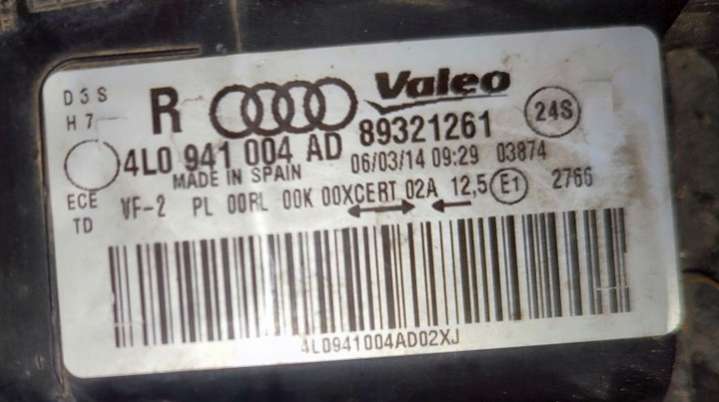 D3S R Valeo
H7 89321261 24S
4L0 941 004 AD 06/03/14 09:29 03874
MADE IN SPAIN
ECE VF-2 PL 00RL 00K 00XCERT 02A 12,5 E1 2766
TD
4L0941004AD02XJ